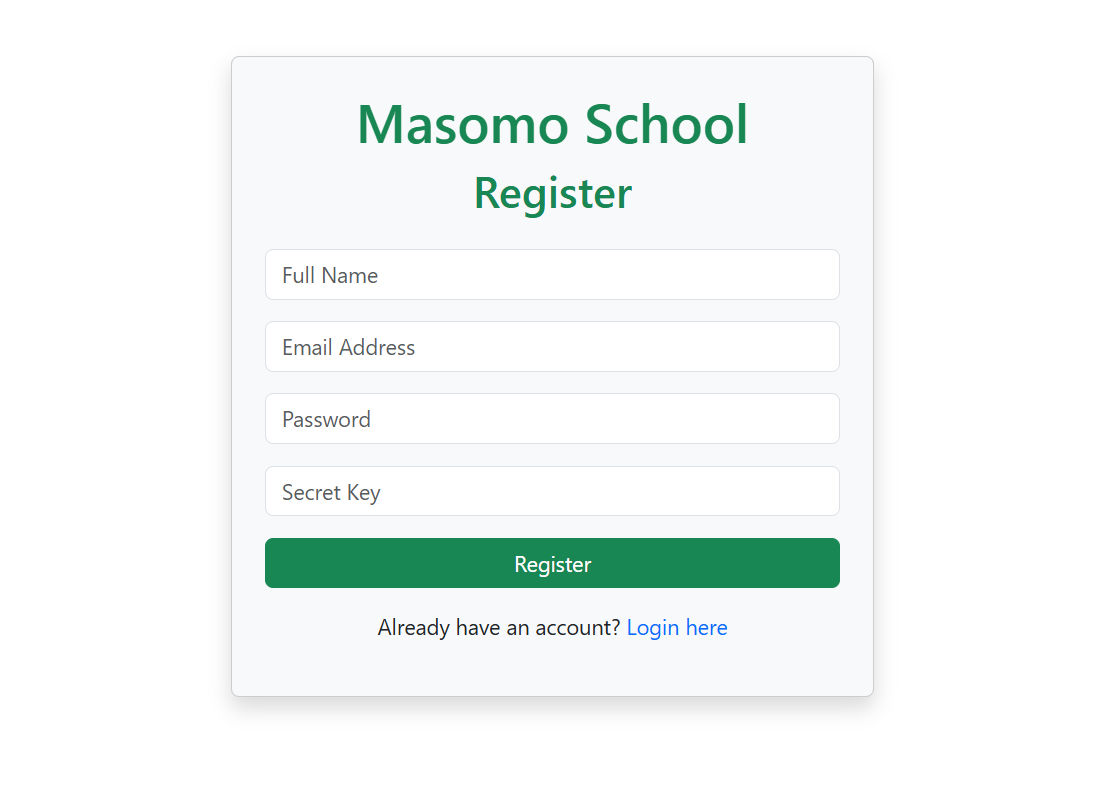 Masomo School
Register
Full Name
Email Address
Password
Secret Key
Register
Already have an account? Login here